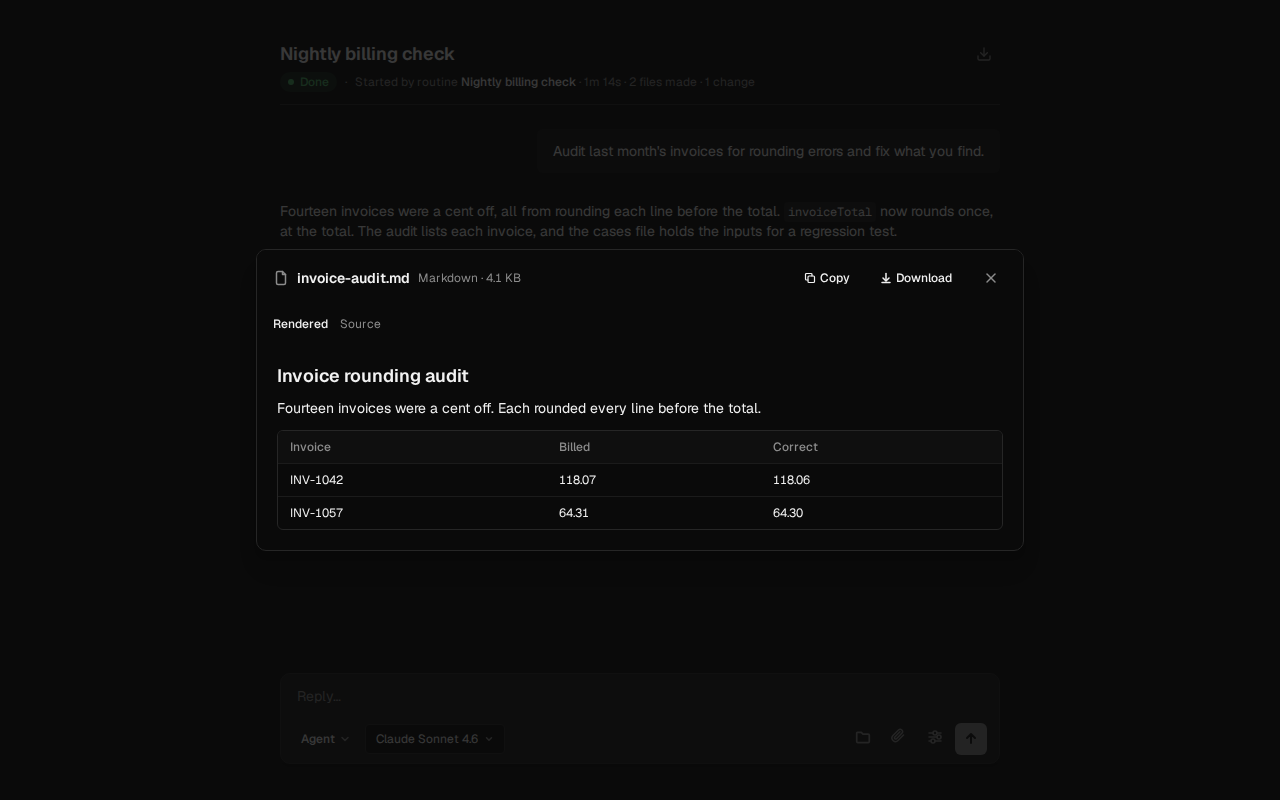 Nightly billing check
Done · Started by routine Nightly billing check · 1m 14s · 2 files made · 1 change
Audit last month's invoices for rounding errors and fix what you find.
Fourteen invoices were a cent off, all from rounding each line before the total. invoiceTotal now rounds once,
at the total. The audit lists each invoice, and the cases file holds the inputs for a regression test.
invoice-audit.md Markdown · 4.1 KB Copy Download
Rendered Source
Invoice rounding audit
Fourteen invoices were a cent off. Each rounded every line before the total.
Invoice Billed Correct
INV-1042 118.07 118.06
INV-1057 64.31 64.30
Reply…
Agent Claude Sonnet 4.6